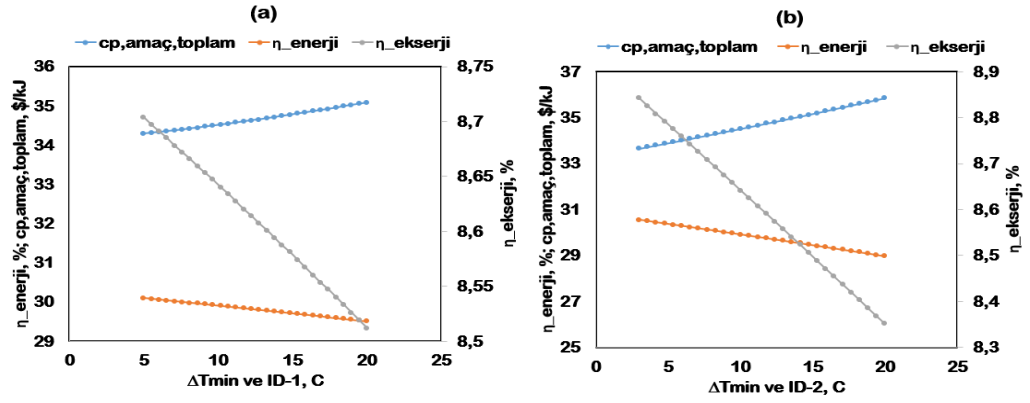 (a)
cp,amaç,toplam η_enerji η_ekserji
36
35
34
33
32
31
30
29
8,75
8,7
8,65
8,6
8,55
8,5
0 5 10 15 20 25
η_enerji, %; cp,amaç,toplam, $/kJ
η_ekserji, %
ΔTmin ve ID-1, C
(b)
cp,amaç,toplam η_enerji η_ekserji
37
35
33
31
29
27
25
8,9
8,8
8,7
8,6
8,5
8,4
8,3
0 5 10 15 20 25
η_enerji, %; cp,amaç,toplam, $/kJ
η_ekserji, %
ΔTmin ve ID-2, C